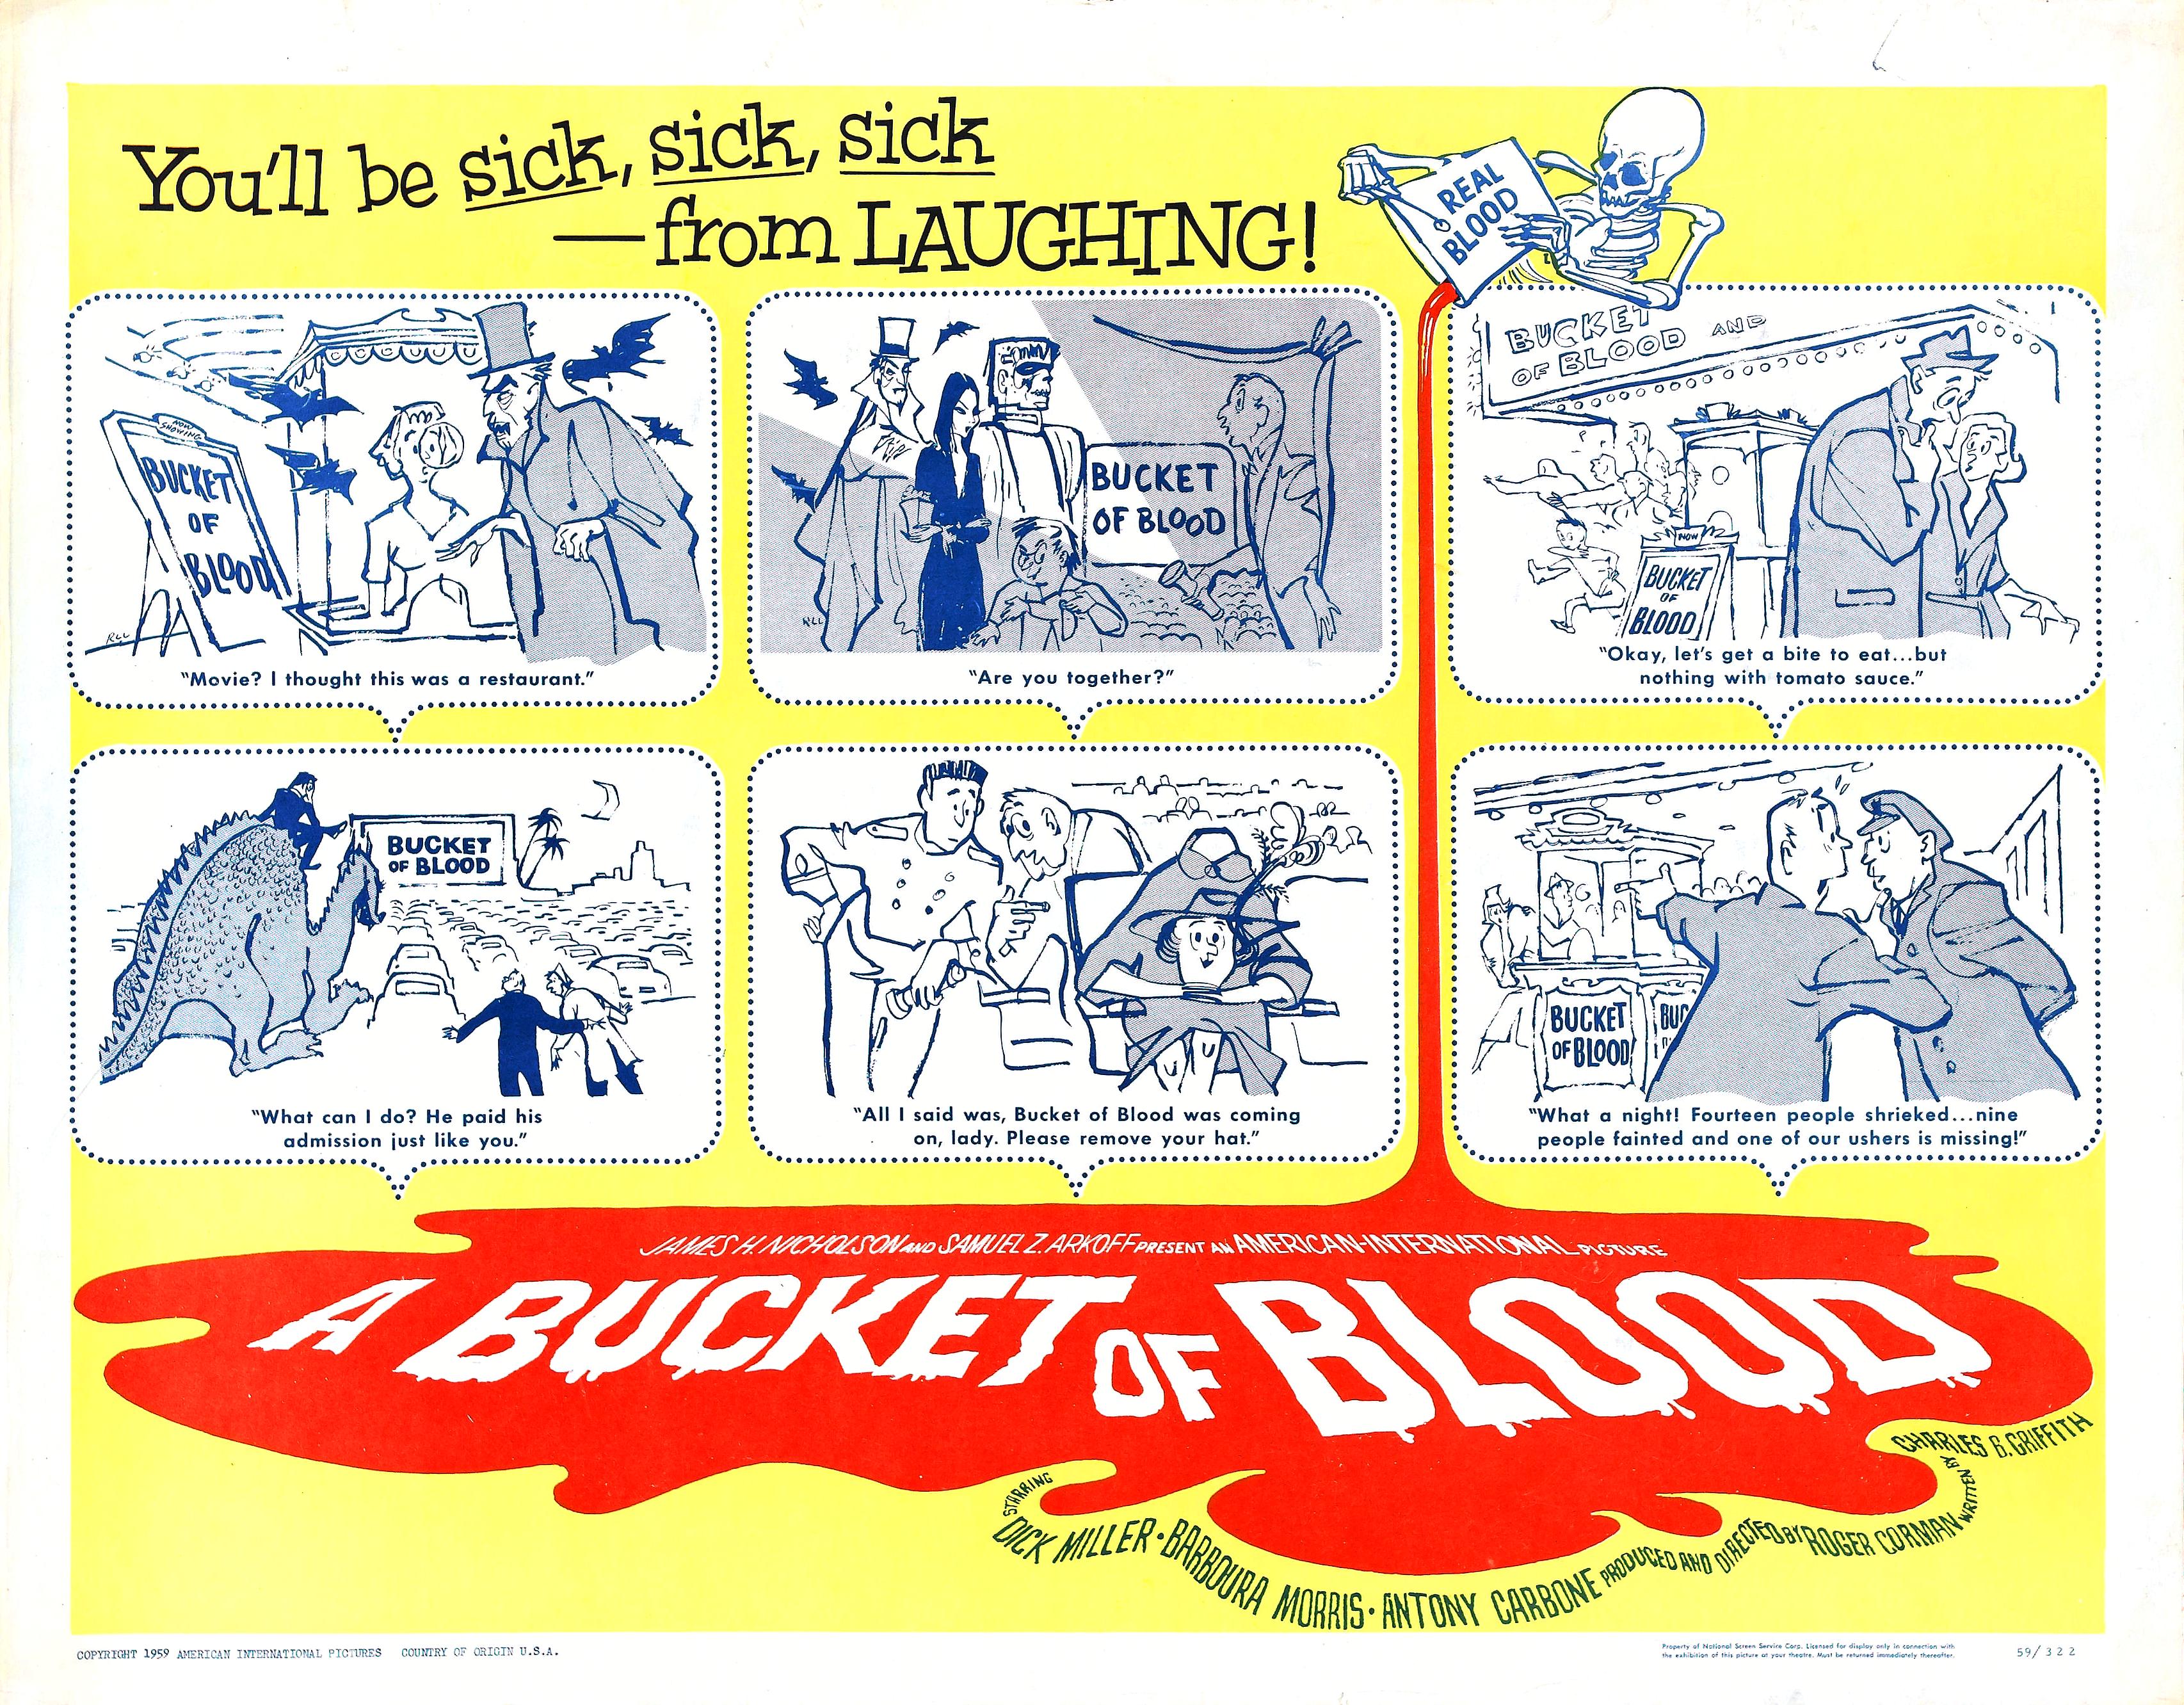 You'll be sick, sick, sick
—from LAUGHING!
REAL
BLOOD
NOW
SHOWING
BUCKET
OF
BLOOD
RLL
"Movie? I thought this was a restaurant."
BUCKET
OF BLOOD
RLL
"Are you together?"
BUCKET AND
OF BLOOD
NOW
BUCKET
OF
BLOOD
"Okay, let's get a bite to eat...but
nothing with tomato sauce."
BUCKET
OF BLOOD
"What can I do? He paid his
admission just like you."
"All I said was, Bucket of Blood was coming
on, lady. Please remove your hat."
BUCKET
OF BLOOD
BUC
"What a night! Fourteen people shrieked...nine
people fainted and one of our ushers is missing!"
JAMES H. NICHOLSON AND SAMUEL Z. ARKOFF PRESENT AN AMERICAN-INTERNATIONAL PICTURE
A BUCKET OF BLOOD
STARRING
DICK MILLER • BARBOURA MORRIS • ANTONY CARBONE PRODUCED AND DIRECTED BY ROGER CORMAN WRITTEN BY CHARLES B. GRIFFITH
COPYRIGHT 1959 AMERICAN INTERNATIONAL PICTURES COUNTRY OF ORIGIN U.S.A.
Property of National Screen Service Corp. Licensed for display only in connection with
the exhibition of this picture at your theatre. Must be returned immediately thereafter.
59/322